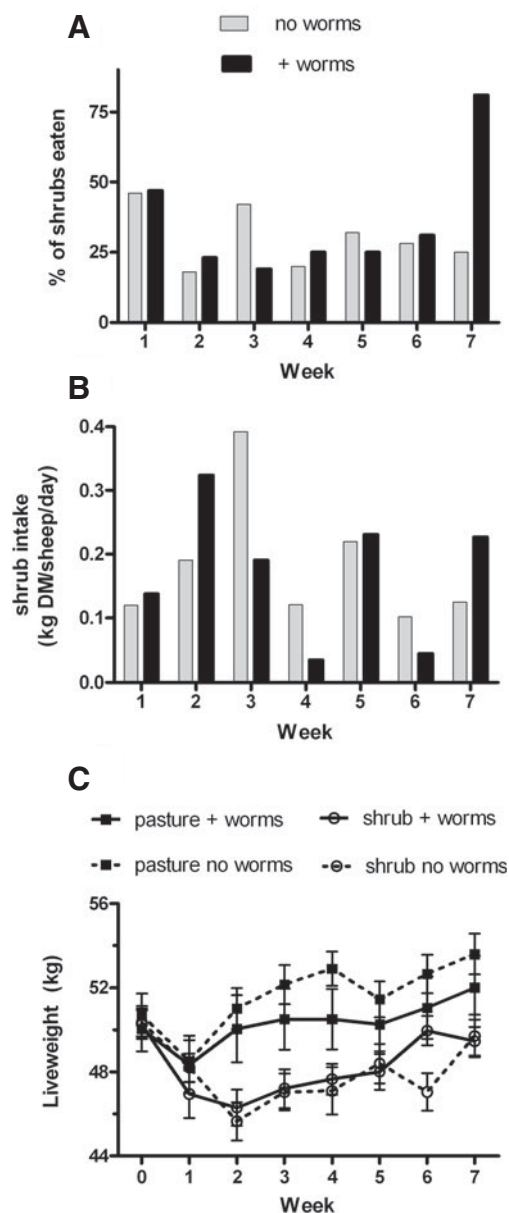 A
no worms
+ worms
% of shrubs eaten
75
50
25
0
1 2 3 4 5 6 7
Week
B
shrub intake
(kg DM/sheep/day)
0.4
0.3
0.2
0.1
0.0
1 2 3 4 5 6 7
Week
C
pasture + worms
shrub + worms
pasture no worms
shrub no worms
Liveweight (kg)
56
52
48
44
0 1 2 3 4 5 6 7
Week